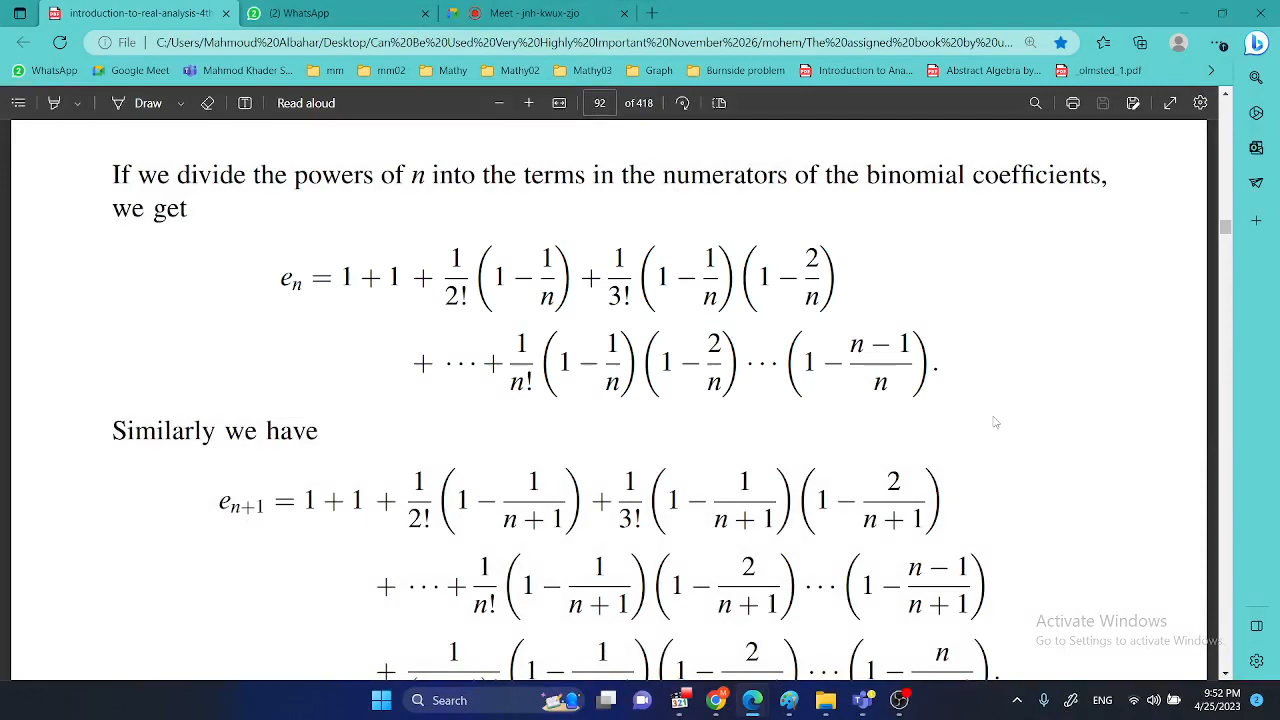 introduction-to-real-analysis-4th
(2) WhatsApp
Meet - jnh-kwux-zjo
File
C:/Users/Mahmoud%20Albahar/Desktop/Can%20Be%20Used%20Very%20Highly%20Important%20November%2026/mohem/The%20assigned%20book%20by%20u...
WhatsApp
Google Meet
Mahmod Khader S...
mm
mm02
Mathy
Mathy02
Mathy03
Graph
Burnside problem
Introduction to Ana...
Abstract Algebra by...
_olmsted_1.pdf
Draw
Read aloud
92 of 418
If we divide the powers of n into the terms in the numerators of the binomial coefficients,
we get
e_n = 1 + 1 + 1/2! (1 − 1/n) + 1/3! (1 − 1/n)(1 − 2/n)
+ ⋯ + 1/n! (1 − 1/n)(1 − 2/n) ⋯ (1 − (n − 1)/n).
Similarly we have
e_{n+1} = 1 + 1 + 1/2! (1 − 1/(n + 1)) + 1/3! (1 − 1/(n + 1))(1 − 2/(n + 1))
+ ⋯ + 1/n! (1 − 1/(n + 1))(1 − 2/(n + 1)) ⋯ (1 − (n − 1)/(n + 1))
Activate Windows
Go to Settings to activate Windows.
Search
321
ENG
9:52 PM
4/25/2023
2